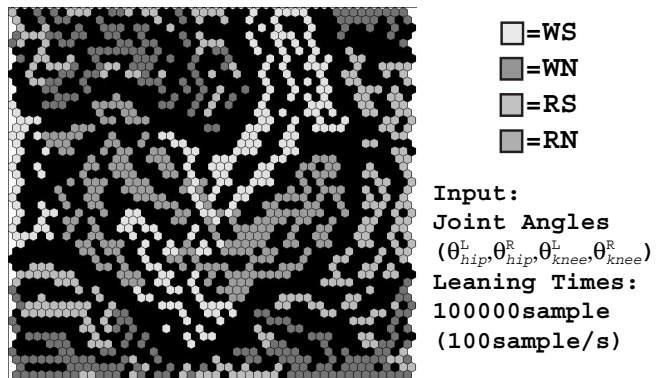 =WS
=WN
=RS
=RN
Input:
Joint Angles
(θ^L_hip,θ^R_hip,θ^L_knee,θ^R_knee)
Leaning Times:
100000sample
(100sample/s)